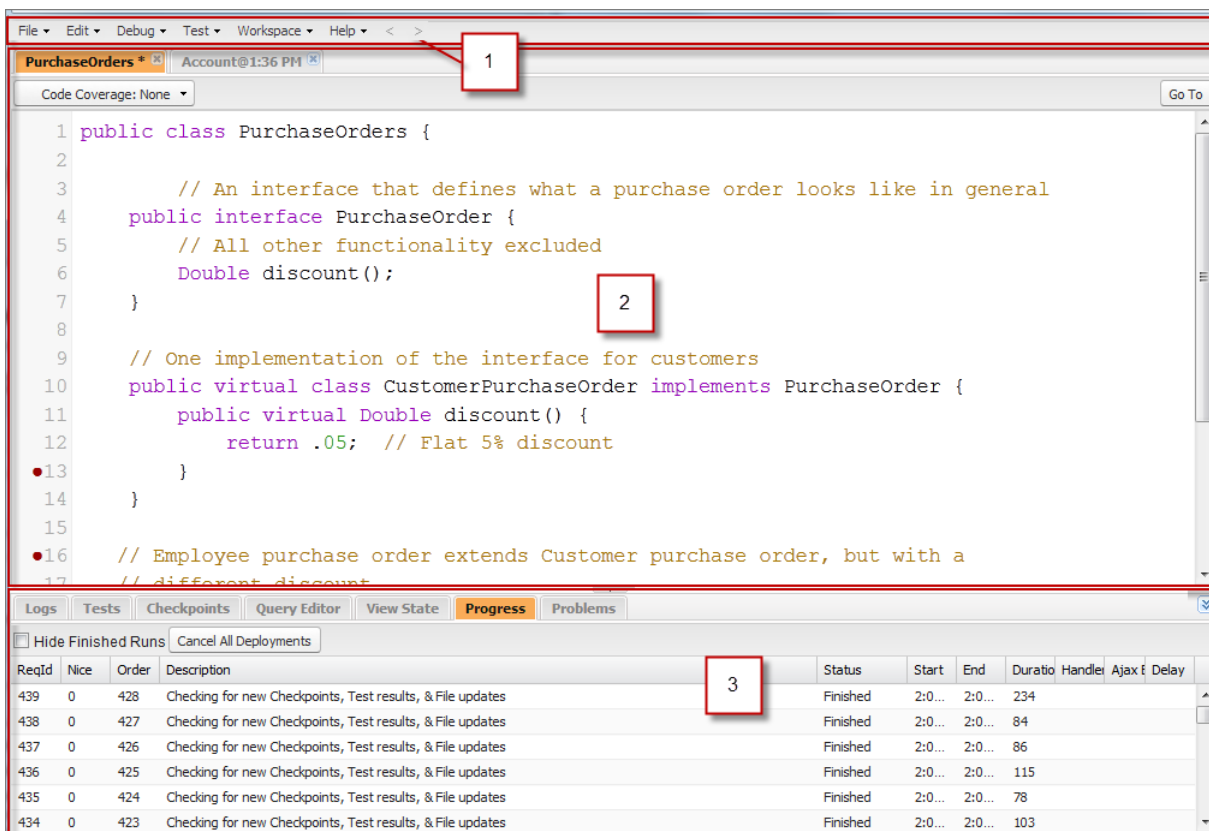 File Edit Debug Test Workspace Help < >
1
PurchaseOrders * Account@1:36 PM
Code Coverage: None Go To
1 public class PurchaseOrders {
2
3 // An interface that defines what a purchase order looks like in general
4 public interface PurchaseOrder {
5 // All other functionality excluded
6 Double discount();
7 }
2
8
9 // One implementation of the interface for customers
10 public virtual class CustomerPurchaseOrder implements PurchaseOrder {
11 public virtual Double discount() {
12 return .05; // Flat 5% discount
13 }
14 }
15
16 // Employee purchase order extends Customer purchase order, but with a
17 // different discount
Logs Tests Checkpoints Query Editor View State Progress Problems
Hide Finished Runs Cancel All Deployments
ReqId Nice Order Description Status Start End Duratio Handler Ajax Delay
3
439 0 428 Checking for new Checkpoints, Test results, & File updates Finished 2:0... 2:0... 234
438 0 427 Checking for new Checkpoints, Test results, & File updates Finished 2:0... 2:0... 84
437 0 426 Checking for new Checkpoints, Test results, & File updates Finished 2:0... 2:0... 86
436 0 425 Checking for new Checkpoints, Test results, & File updates Finished 2:0... 2:0... 115
435 0 424 Checking for new Checkpoints, Test results, & File updates Finished 2:0... 2:0... 78
434 0 423 Checking for new Checkpoints, Test results, & File updates Finished 2:0... 2:0... 103